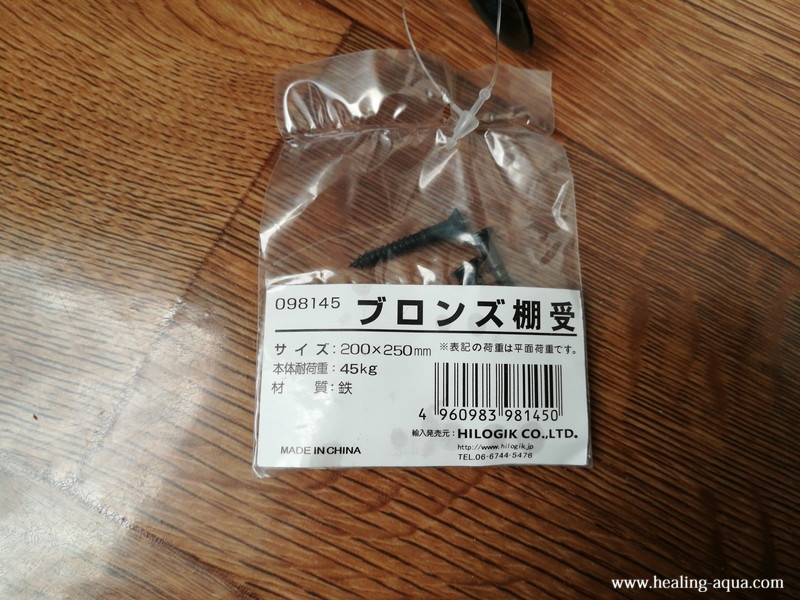 098145 ブロンズ棚受
サイズ:200×250mm ※表記の荷重は平面荷重です。
本体耐荷重:45kg
材　質:鉄
4 960983 981450
輸入発売元:HILOGIK CO.,LTD.
http://www.hilogik.jp
MADE IN CHINA
TEL.06-6744-5476
www.healing-aqua.com